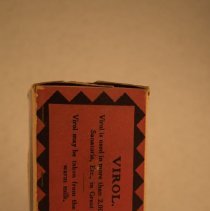 VIROL.
Virol is used in more than 2,
Sanatoria, Etc., in Great
Virol may be taken from the
warm milk.